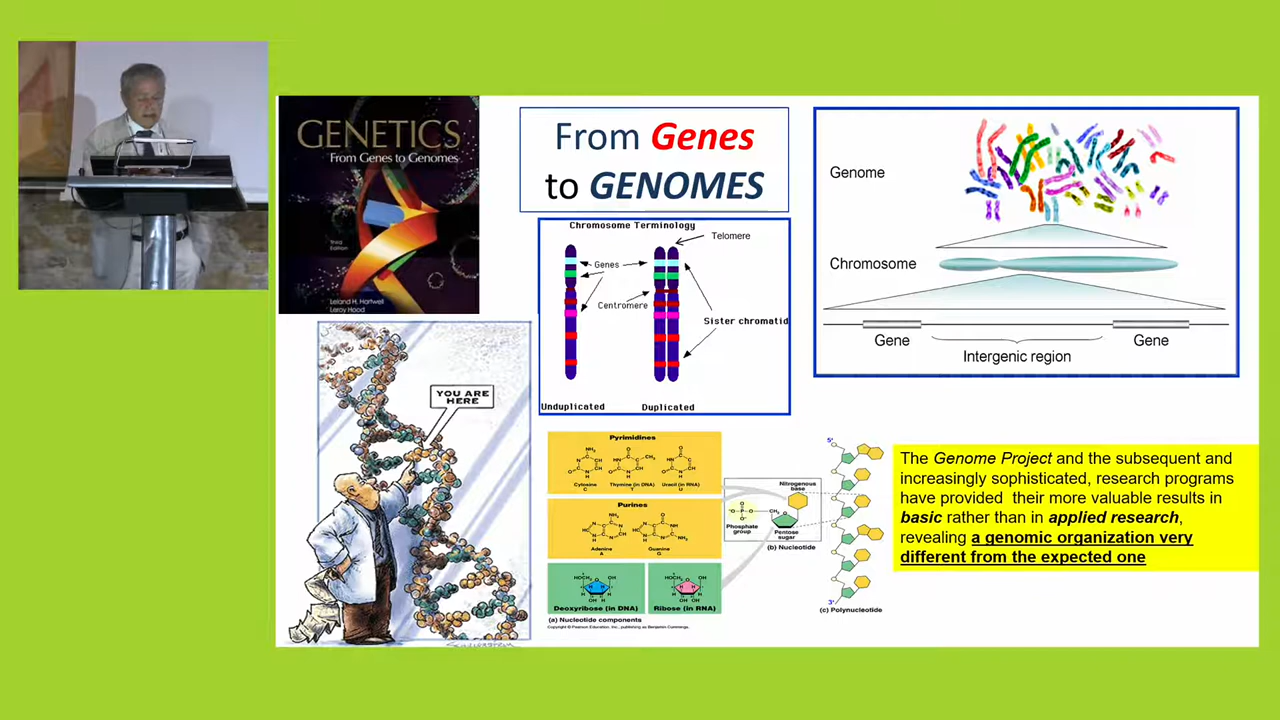 GENETICS
From Genes to Genomes
Third
Edition
Leland H. Hartwell
Leroy Hood
From Genes
to GENOMES
Chromosome Terminology
Telomere
Genes
Centromere
Sister chromatid
Unduplicated
Duplicated
Genome
Chromosome
Gene
Gene
Intergenic region
YOU ARE
HERE
Pyrimidines
Cytosine
C
Thymine (in DNA)
T
Uracil (in RNA)
U
Purines
Adenine
A
Guanine
G
Deoxyribose (in DNA)
Ribose (in RNA)
(a) Nucleotide components
Copyright © Pearson Education, Inc., publishing as Benjamin Cummings.
Nitrogenous
base
Phosphate
group
CH₂
Pentose
sugar
(b) Nucleotide
5'
3'
(c) Polynucleotide
The Genome Project and the subsequent and
increasingly sophisticated, research programs
have provided their more valuable results in
basic rather than in applied research,
revealing a genomic organization very
different from the expected one